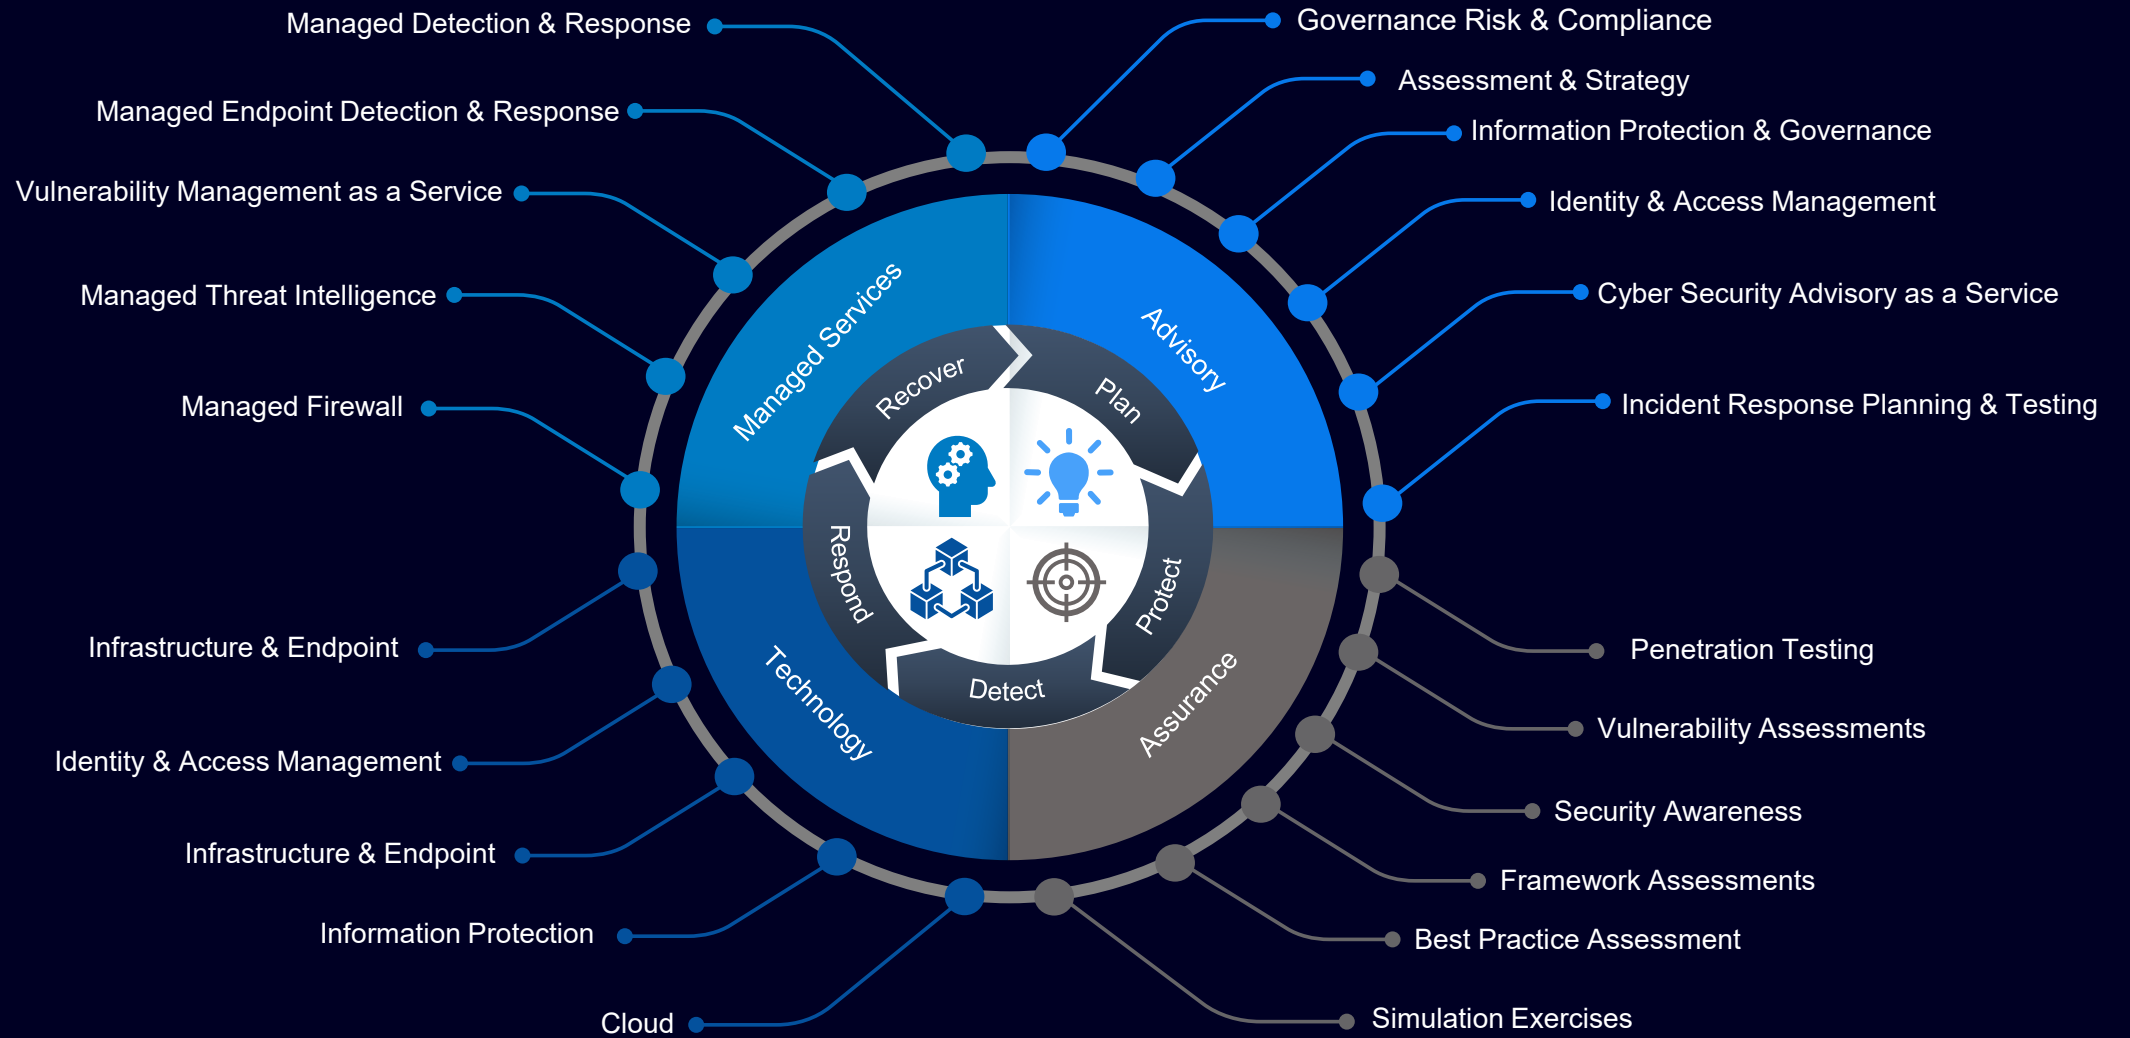 Managed Detection & Response
Managed Endpoint Detection & Response
Vulnerability Management as a Service
Managed Threat Intelligence
Managed Firewall
Infrastructure & Endpoint
Identity & Access Management
Infrastructure & Endpoint
Information Protection
Cloud
Governance Risk & Compliance
Assessment & Strategy
Information Protection & Governance
Identity & Access Management
Cyber Security Advisory as a Service
Incident Response Planning & Testing
Penetration Testing
Vulnerability Assessments
Security Awareness
Framework Assessments
Best Practice Assessment
Simulation Exercises
Managed Services
Advisory
Assurance
Technology
Recover
Plan
Protect
Detect
Respond